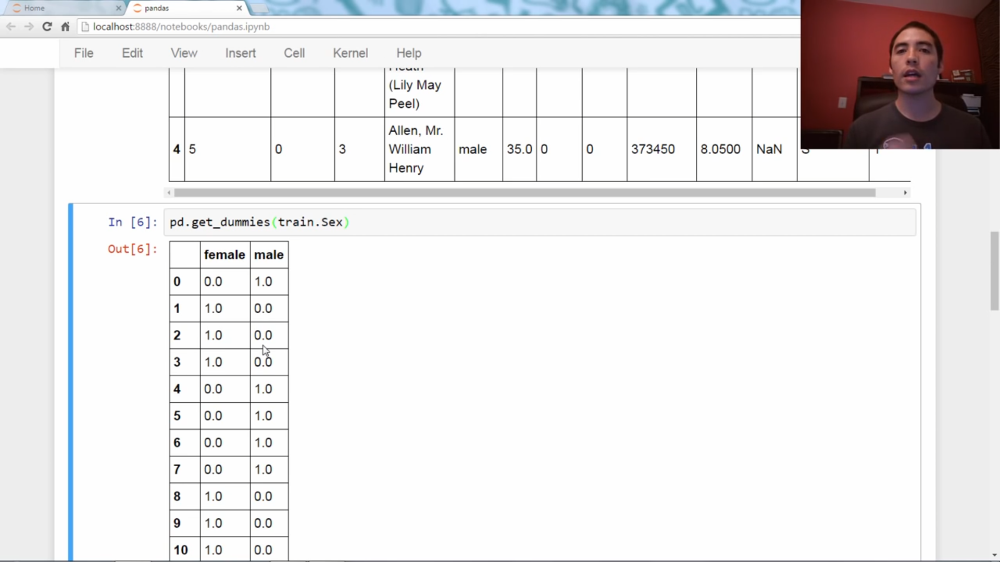 Home
pandas
localhost:8888/notebooks/pandas.ipynb
File Edit View Insert Cell Kernel Help
(Lily May
Peel)
4 5 0 3 Allen, Mr. William Henry male 35.0 0 0 373450 8.0500 NaN
In [6]: pd.get_dummies(train.Sex)
Out[6]:
female male
0 0.0 1.0
1 1.0 0.0
2 1.0 0.0
3 1.0 0.0
4 0.0 1.0
5 0.0 1.0
6 0.0 1.0
7 0.0 1.0
8 1.0 0.0
9 1.0 0.0
10 1.0 0.0